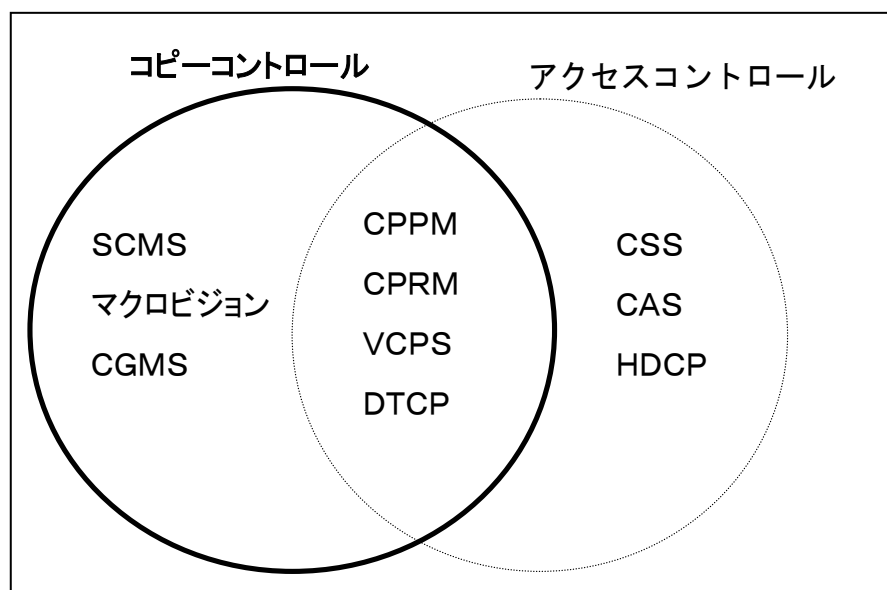 コピーコントロール
アクセスコントロール
SCMS
マクロビジョン
CGMS
CPPM
CPRM
VCPS
DTCP
CSS
CAS
HDCP